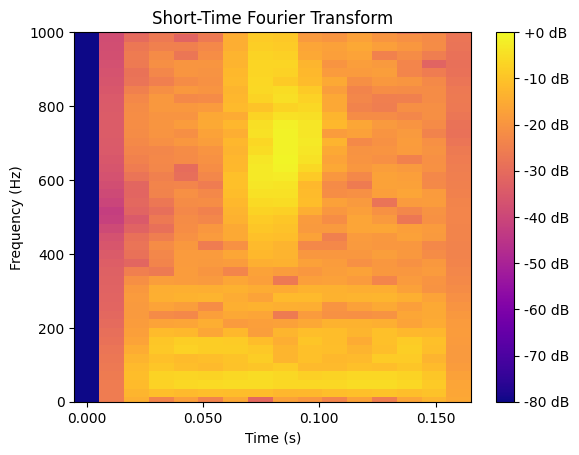 Short-Time Fourier Transform
Frequency (Hz)
1000
800
600
400
200
0
0.000
0.050
0.100
0.150
Time (s)
+0 dB
-10 dB
-20 dB
-30 dB
-40 dB
-50 dB
-60 dB
-70 dB
-80 dB